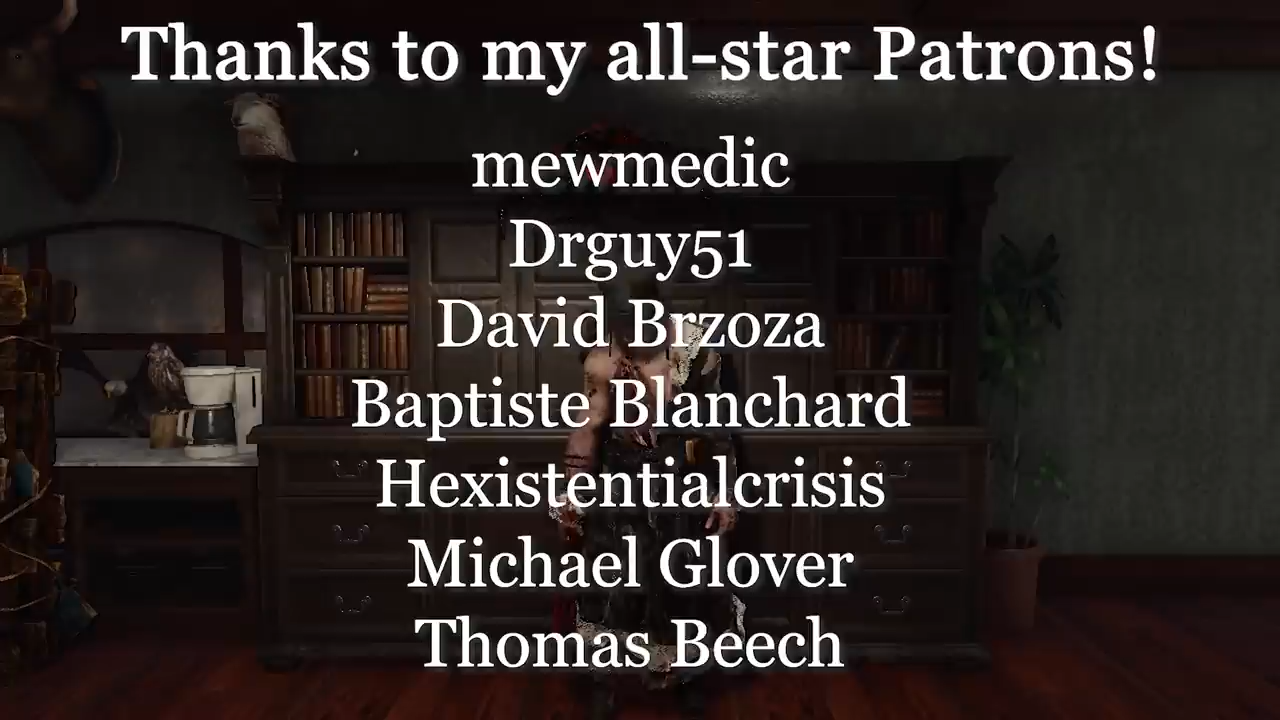 Thanks to my all-star Patrons!
mewmedic
Drguy51
David Brzoza
Baptiste Blanchard
Hexistentialcrisis
Michael Glover
Thomas Beech